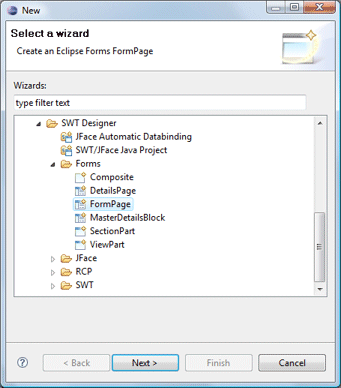 New
Select a wizard
Create an Eclipse Forms FormPage
Wizards:
type filter text
SWT Designer
JFace Automatic Databinding
SWT/JFace Java Project
Forms
Composite
DetailsPage
FormPage
MasterDetailsBlock
SectionPart
ViewPart
JFace
RCP
SWT
? < Back Next > Finish Cancel